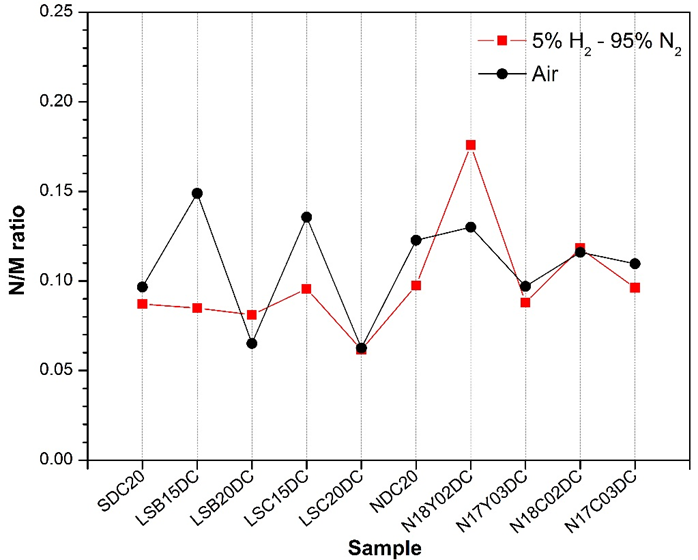 5% H2 - 95% N2
Air
0.25
0.20
0.15
0.10
0.05
0.00
N/M ratio
SDC20
LSB15DC
LSB20DC
LSC15DC
LSC20DC
NDC20
N18Y02DC
N17Y03DC
N18C02DC
N17C03DC
Sample